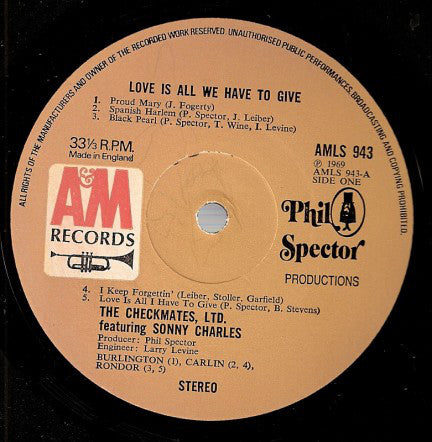 ALL RIGHTS OF THE MANUFACTURERS AND OWNER OF THE RECORDED WORK RESERVED. UNAUTHORISED PUBLIC PERFORMANCES, BROADCASTING AND COPYING PROHIBITED.
LOVE IS ALL WE HAVE TO GIVE
1. Proud Mary (J. Fogerty)
2. Spanish Harlem (P. Spector, J. Leiber)
3. Black Pearl (P. Spector, T. Wine, I. Levine)
33⅓ R.P.M.
Made in England
AMLS 943
Ⓟ 1969
AMLS 943-A
SIDE ONE
A&M
RECORDS
Phil
Spector
PRODUCTIONS
4. I Keep Forgettin' (Leiber, Stoller, Garfield)
5. Love Is All I Have To Give (P. Spector, B. Stevens)
THE CHECKMATES, LTD.
featuring SONNY CHARLES
Producer: Phil Spector
Engineer: Larry Levine
BURLINGTON (1), CARLIN (2, 4),
RONDOR (3, 5)
STEREO